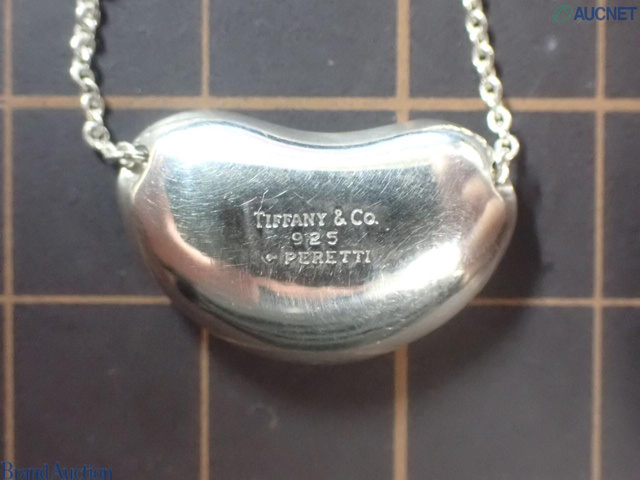 AUCNET
TIFFANY & CO.
925
PERETTI
Brand Auction